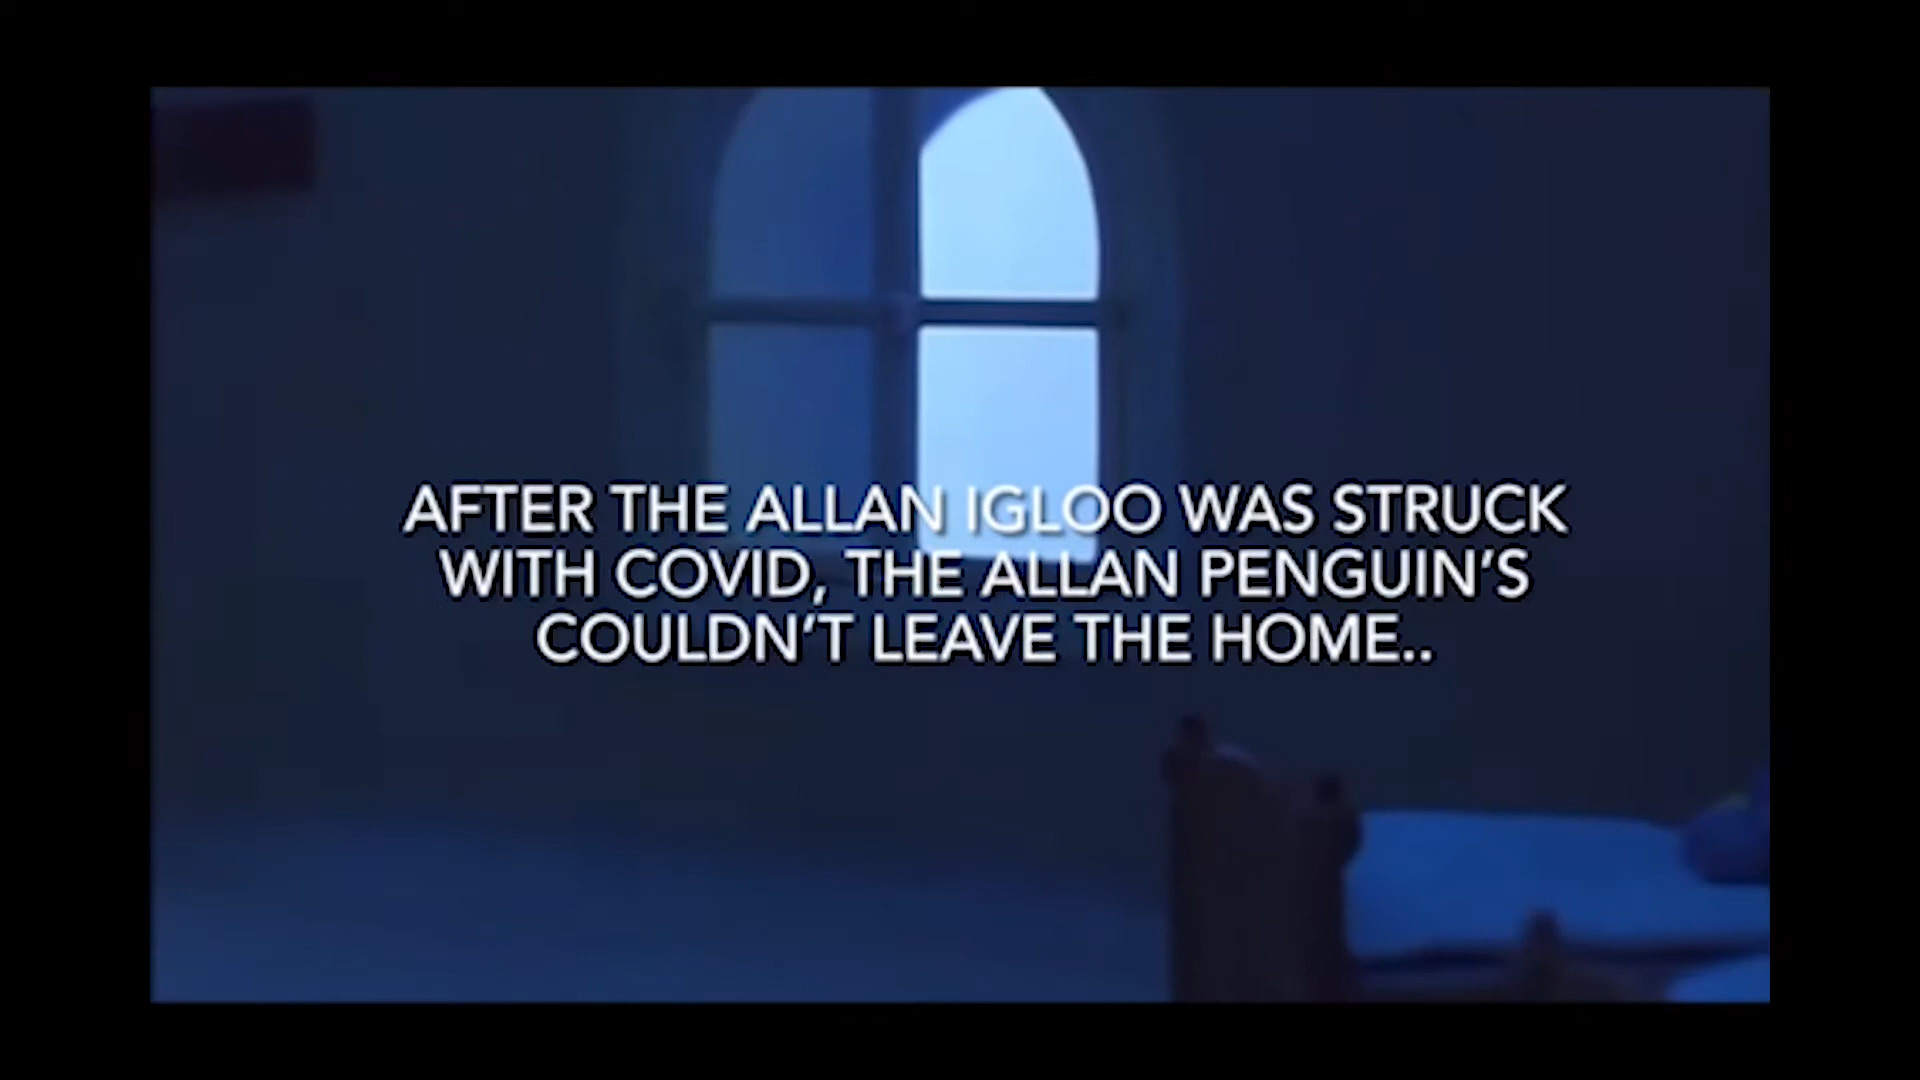 AFTER THE ALLAN IGLOO WAS STRUCK
WITH COVID, THE ALLAN PENGUIN'S
COULDN'T LEAVE THE HOME..